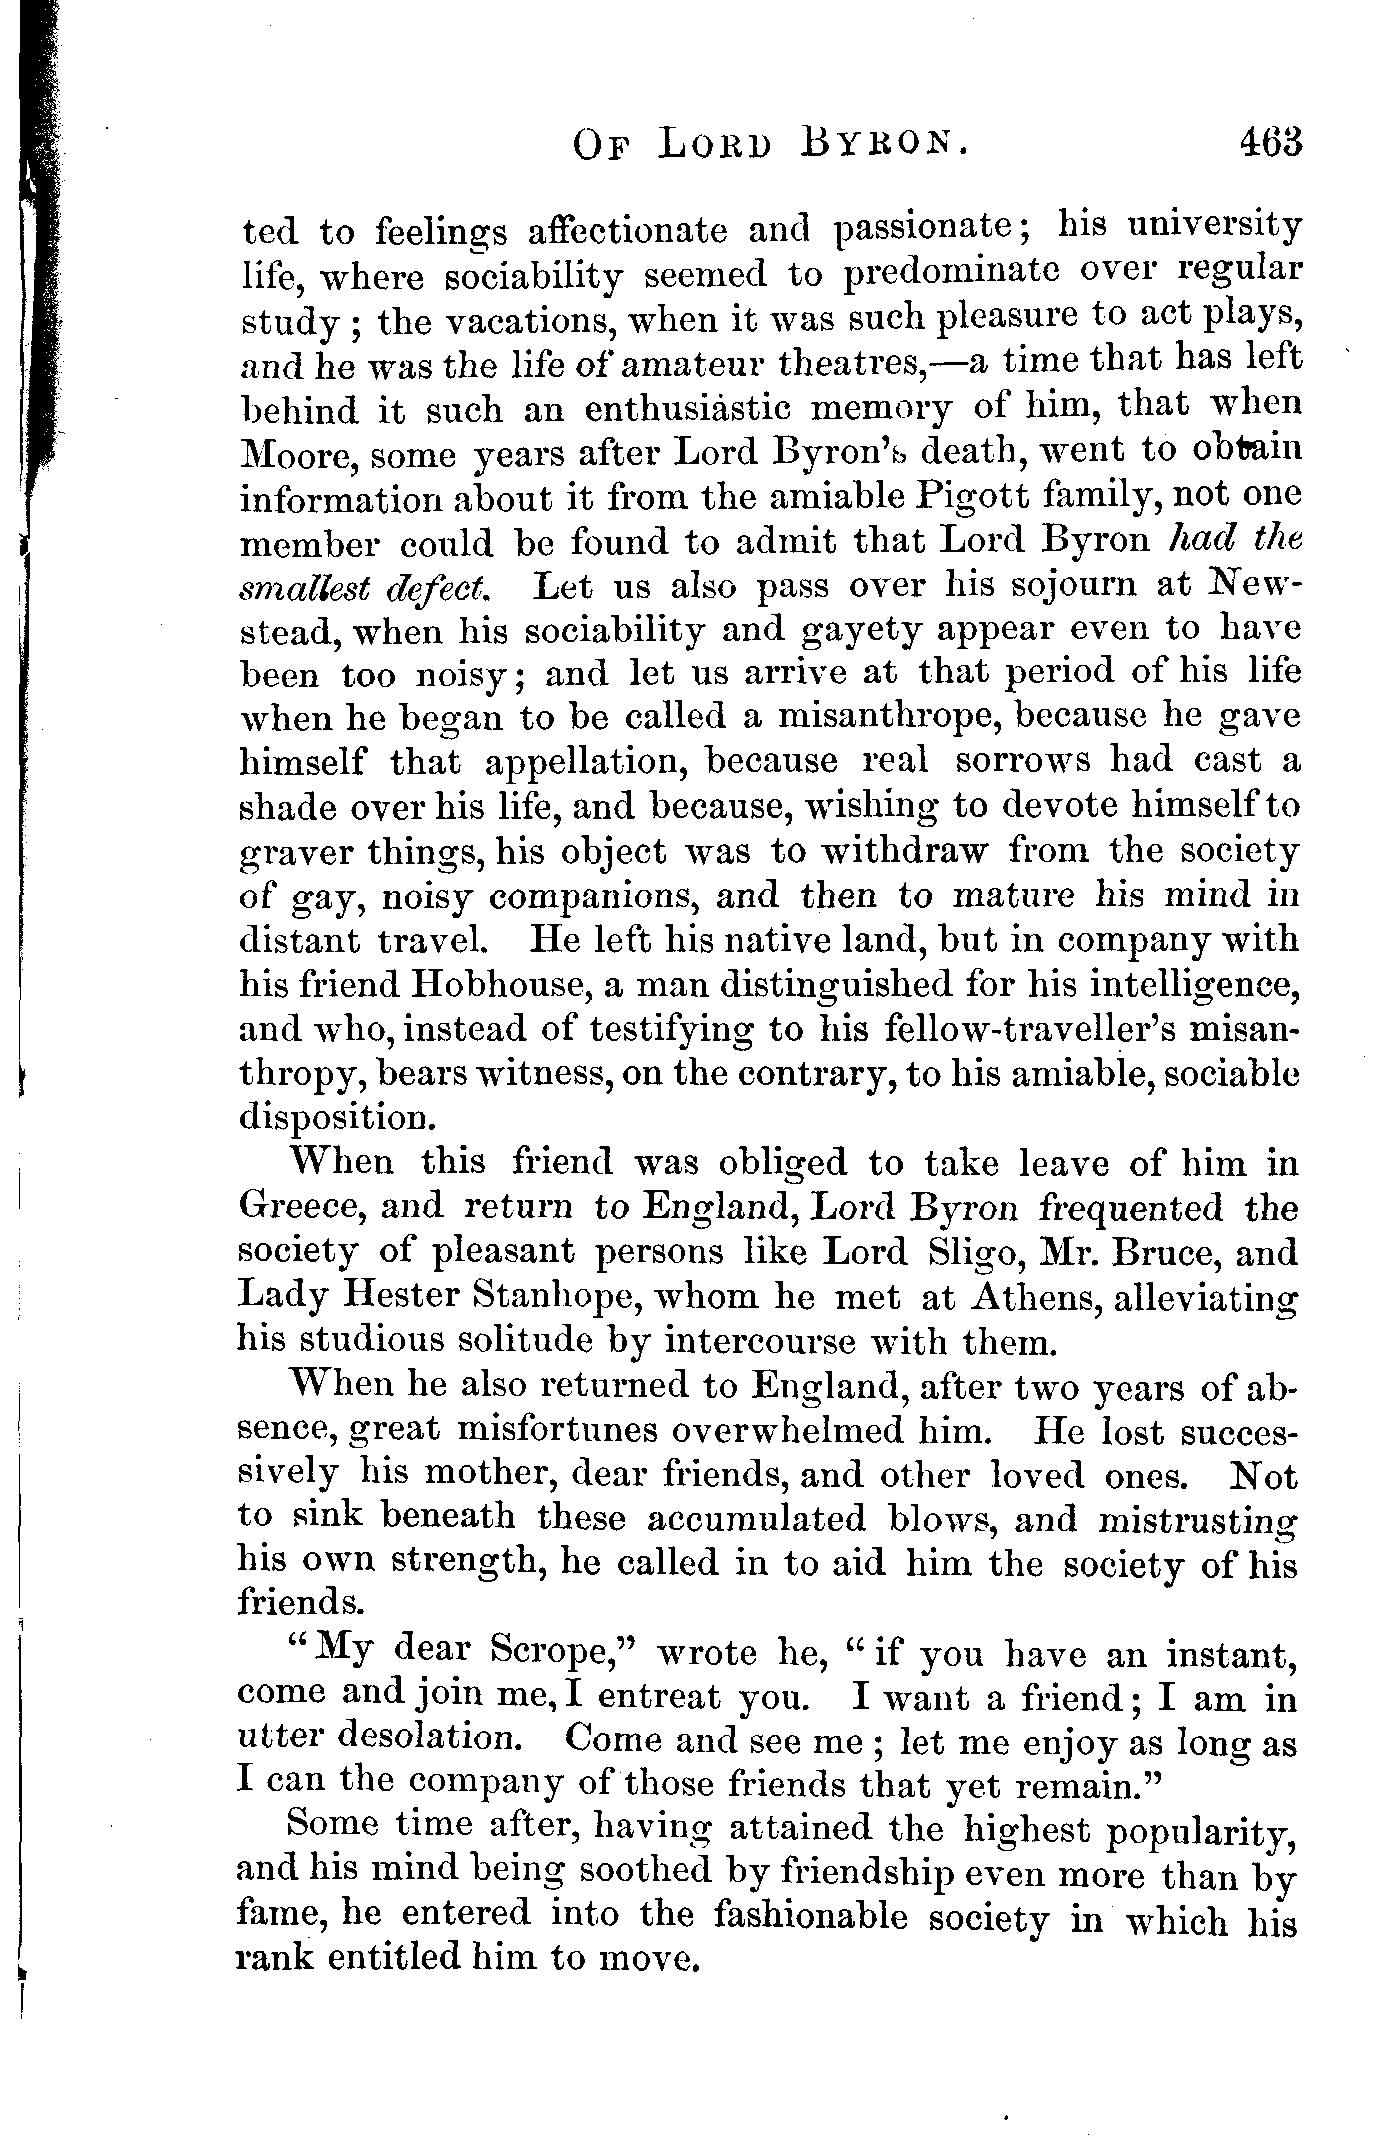 OF LORD BYRON. 463
ted to feelings affectionate and passionate; his university
life, where sociability seemed to predominate over regular
study; the vacations, when it was such pleasure to act plays,
and he was the life of amateur theatres,—a time that has left
behind it such an enthusiastic memory of him, that when
Moore, some years after Lord Byron's death, went to obtain
information about it from the amiable Pigott family, not one
member could be found to admit that Lord Byron had the
smallest defect. Let us also pass over his sojourn at New-
stead, when his sociability and gayety appear even to have
been too noisy; and let us arrive at that period of his life
when he began to be called a misanthrope, because he gave
himself that appellation, because real sorrows had cast a
shade over his life, and because, wishing to devote himself to
graver things, his object was to withdraw from the society
of gay, noisy companions, and then to mature his mind in
distant travel. He left his native land, but in company with
his friend Hobhouse, a man distinguished for his intelligence,
and who, instead of testifying to his fellow-traveller's misan-
thropy, bears witness, on the contrary, to his amiable, sociable
disposition.
When this friend was obliged to take leave of him in
Greece, and return to England, Lord Byron frequented the
society of pleasant persons like Lord Sligo, Mr. Bruce, and
Lady Hester Stanhope, whom he met at Athens, alleviating
his studious solitude by intercourse with them.
When he also returned to England, after two years of ab-
sence, great misfortunes overwhelmed him. He lost succes-
sively his mother, dear friends, and other loved ones. Not
to sink beneath these accumulated blows, and mistrusting
his own strength, he called in to aid him the society of his
friends.
"My dear Scrope," wrote he, "if you have an instant,
come and join me, I entreat you. I want a friend; I am in
utter desolation. Come and see me; let me enjoy as long as
I can the company of those friends that yet remain."
Some time after, having attained the highest popularity,
and his mind being soothed by friendship even more than by
fame, he entered into the fashionable society in which his
rank entitled him to move.